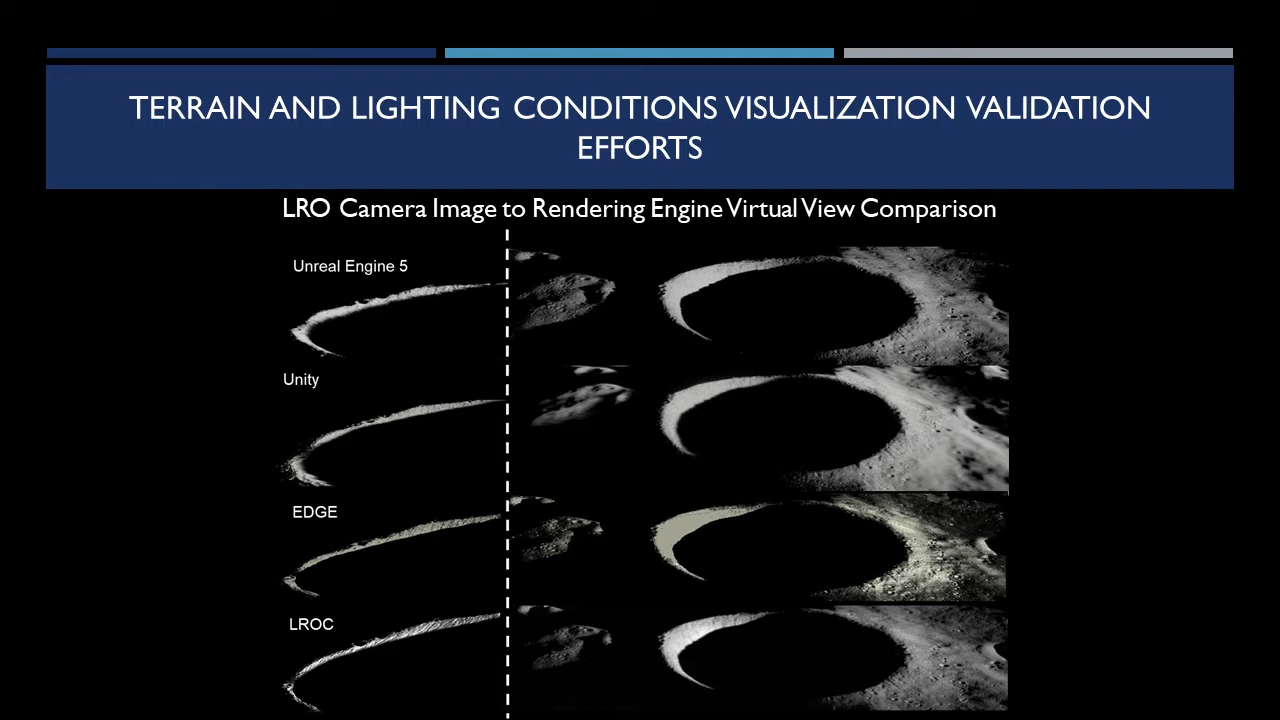 TERRAIN AND LIGHTING CONDITIONS VISUALIZATION VALIDATION
EFFORTS
LRO Camera Image to Rendering Engine Virtual View Comparison
Unreal Engine 5
Unity
EDGE
LROC